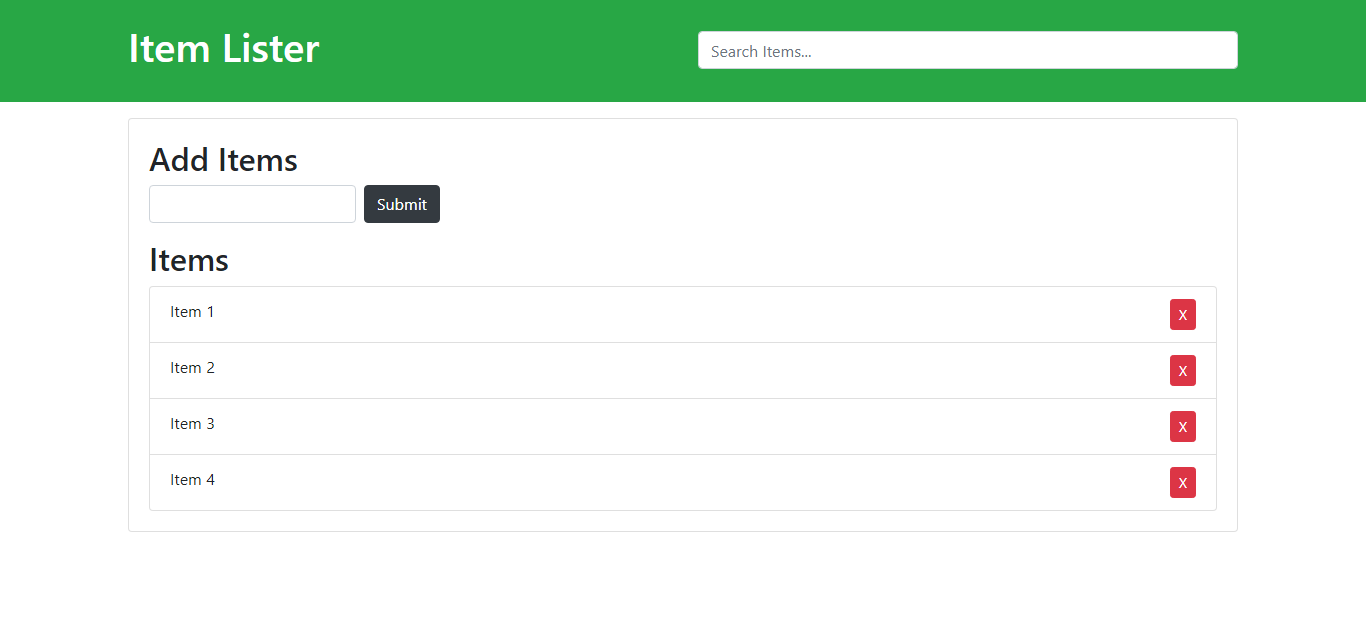 Item Lister
Search Items...
Add Items
Submit
Items
Item 1 X
Item 2 X
Item 3 X
Item 4 X